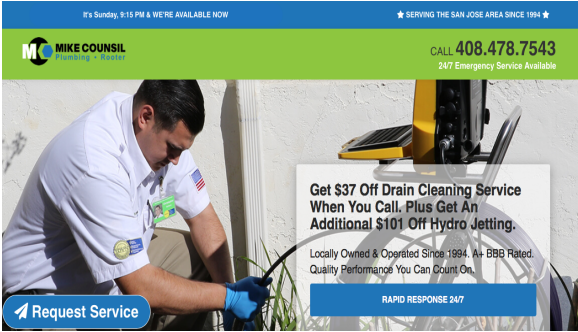 It's Sunday, 9:15 PM & WE'RE AVAILABLE NOW
★ SERVING THE SAN JOSE AREA SINCE 1994 ★
MIKE COUNSIL
Plumbing • Rooter
CALL 408.478.7543
24/7 Emergency Service Available
Get $37 Off Drain Cleaning Service
When You Call. Plus Get An
Additional $101 Off Hydro Jetting.
Locally Owned & Operated Since 1994. A+ BBB Rated.
Quality Performance You Can Count On.
RAPID RESPONSE 24/7
Request Service